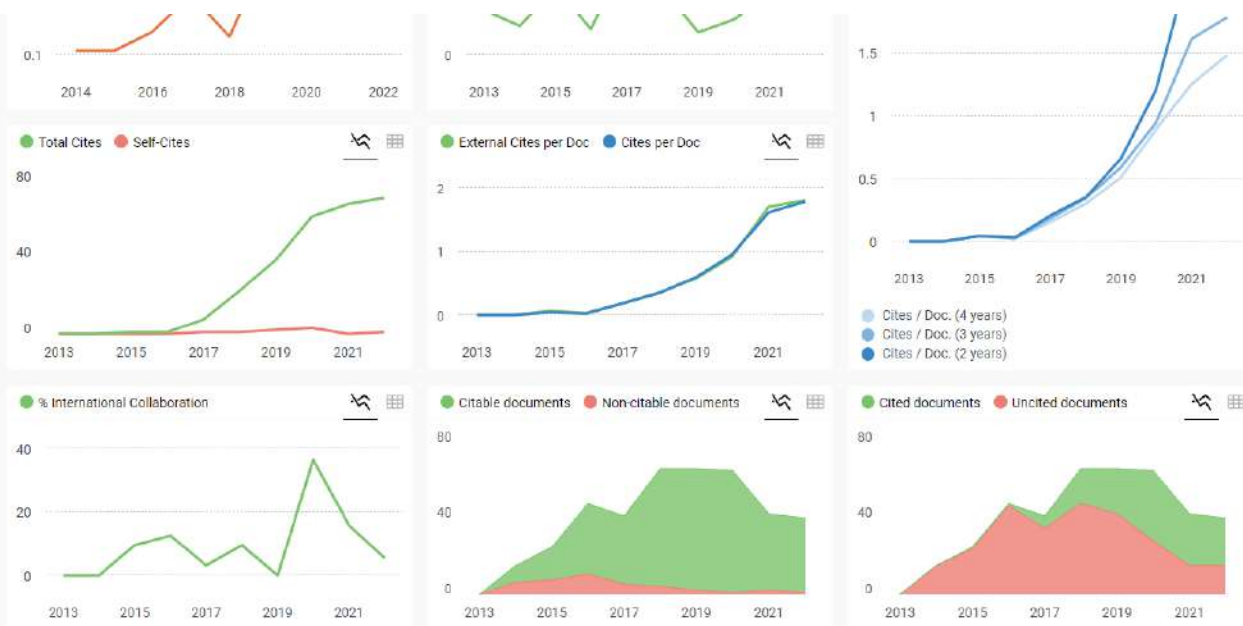 0.1
2014 2016 2018 2020 2022
0
2013 2015 2017 2019 2021
1.5
1
0.5
0
2013 2015 2017 2019 2021
Cites / Doc. (4 years)
Cites / Doc. (3 years)
Cites / Doc. (2 years)
Total Cites Self-Cites
80
40
0
2013 2015 2017 2019 2021
External Cites per Doc Cites per Doc
2
1
0
2013 2015 2017 2019 2021
% International Collaboration
40
20
0
2013 2015 2017 2019 2021
Citable documents Non-citable documents
80
40
0
2013 2015 2017 2019 2021
Cited documents Uncited documents
80
40
0
2013 2015 2017 2019 2021